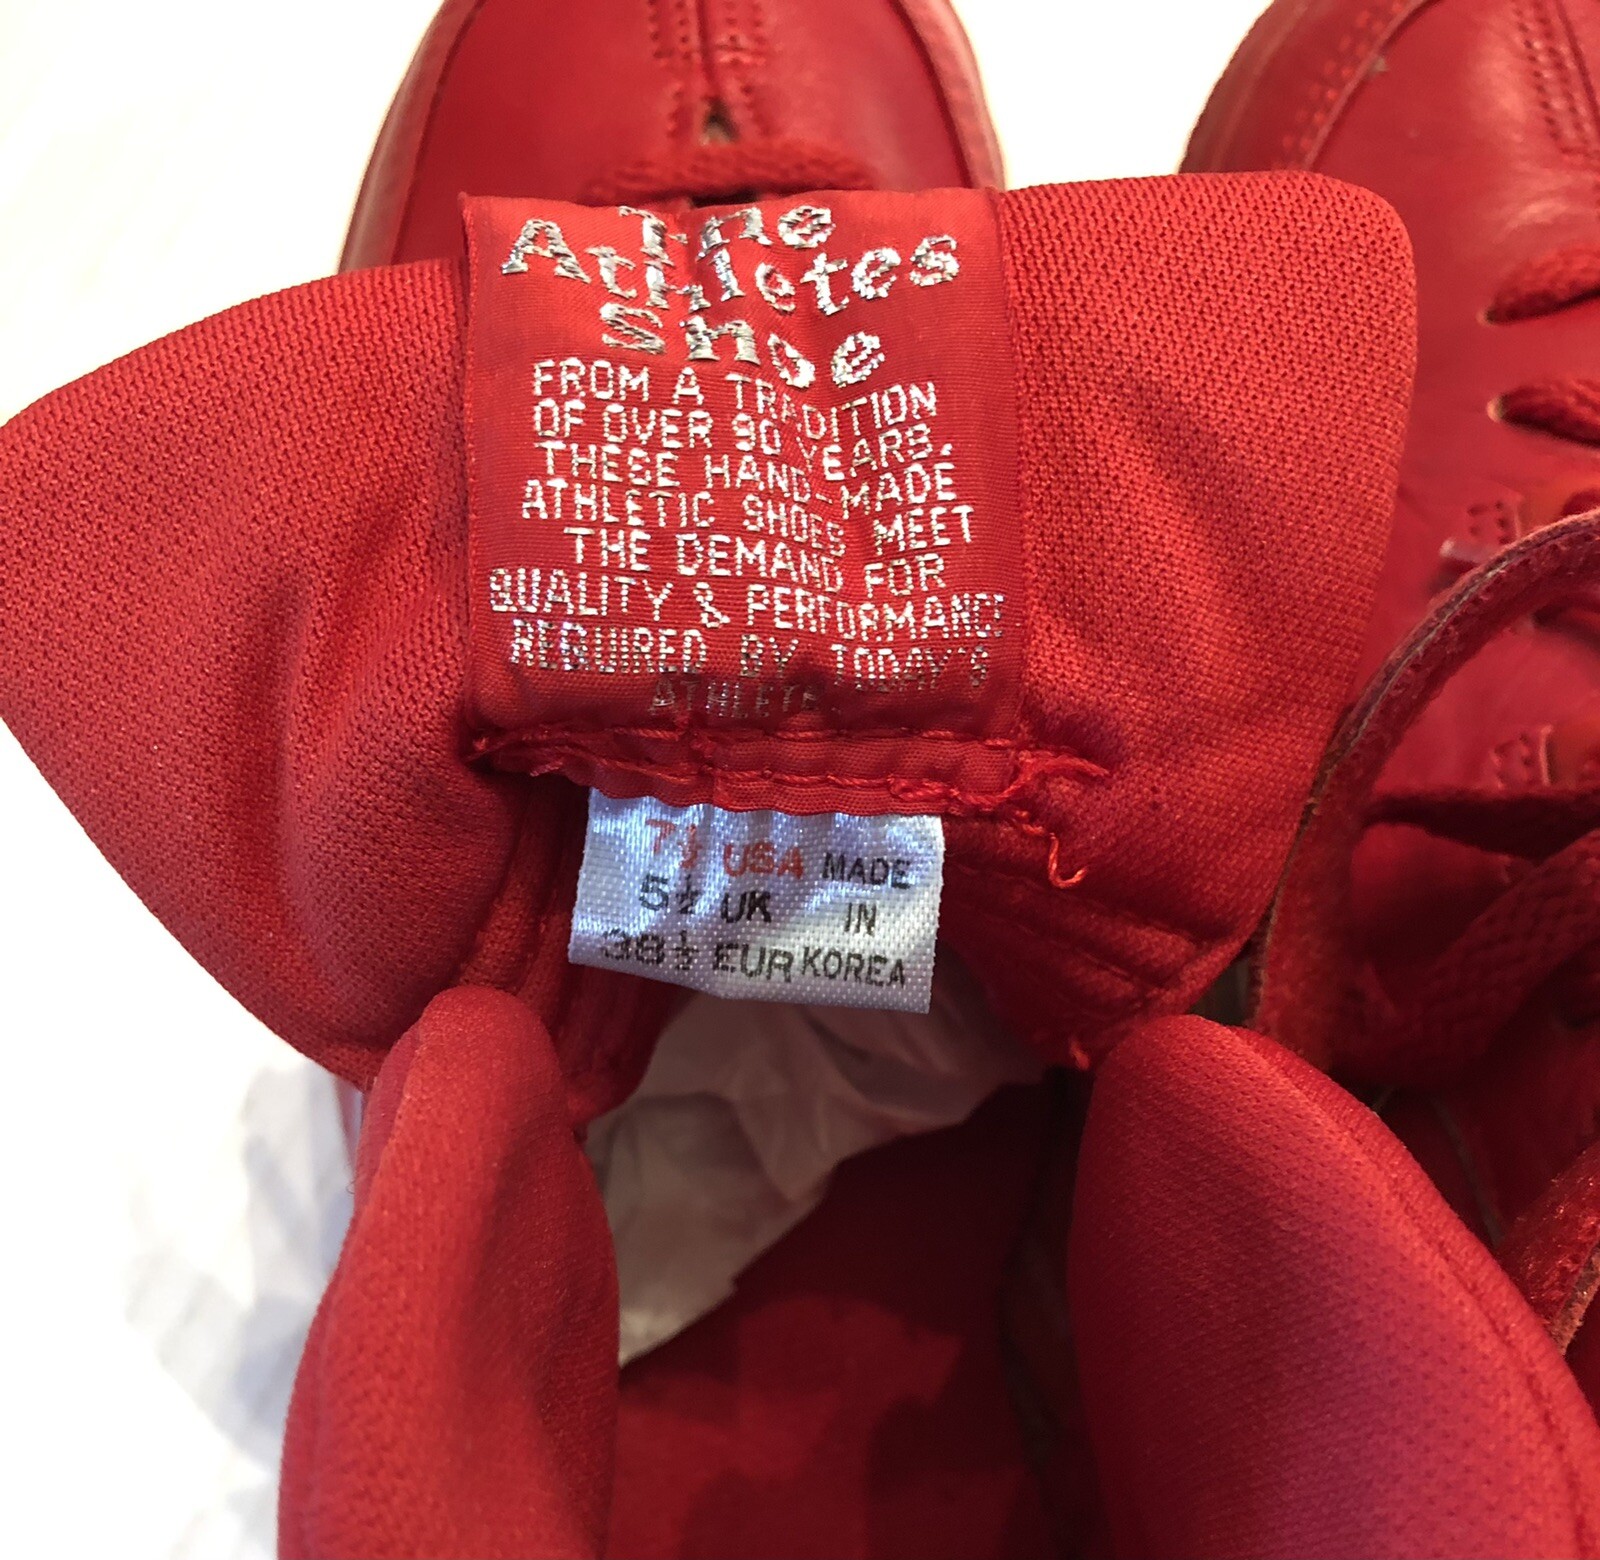 The
Athletes
Shoe
FROM A TRADITION
OF OVER 90 YEARS,
THESE HAND-MADE
ATHLETIC SHOES MEET
THE DEMAND FOR
QUALITY & PERFORMANCE
REQUIRED BY TODAY'S
ATHLETE.
7½ USA MADE
5½ UK IN
38½ EUR KOREA